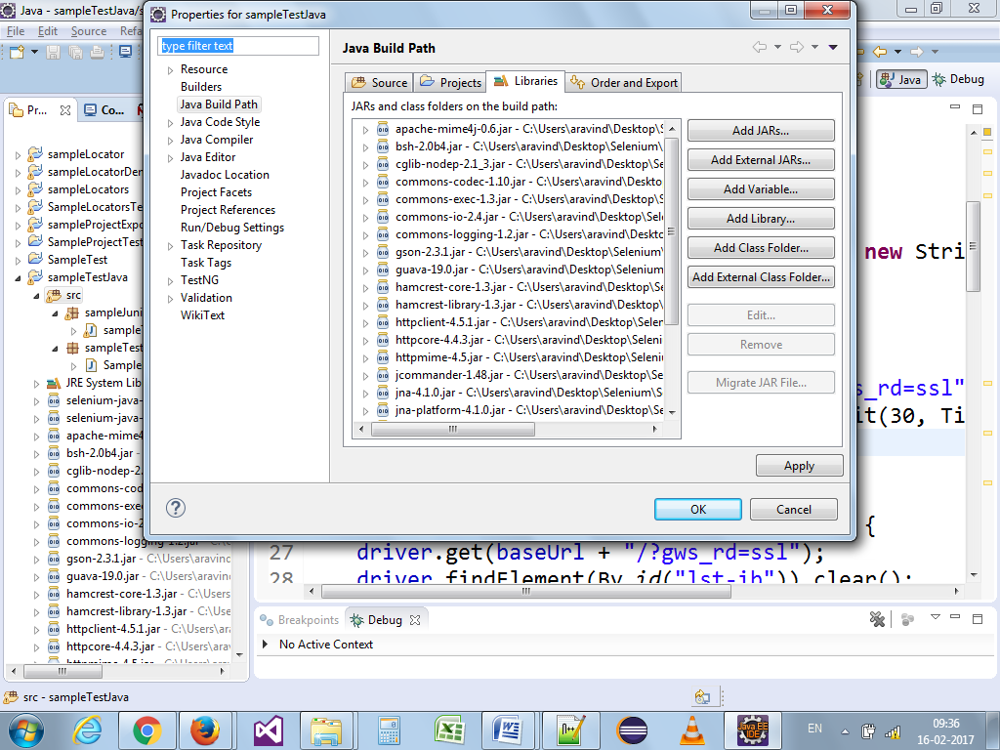 Java - sampleTestJava/s
File Edit Source Refa
Properties for sampleTestJava
type filter text
Resource
Builders
Java Build Path
Java Code Style
Java Compiler
Java Editor
Javadoc Location
Project Facets
Project References
Run/Debug Settings
Task Repository
Task Tags
TestNG
Validation
WikiText
Java Build Path
Source Projects Libraries Order and Export
JARs and class folders on the build path:
apache-mime4j-0.6.jar - C:\Users\aravind\Desktop\S
bsh-2.0b4.jar - C:\Users\aravind\Desktop\Selenium\
cglib-nodep-2.1_3.jar - C:\Users\aravind\Desktop\S
commons-codec-1.10.jar - C:\Users\aravind\Deskto
commons-exec-1.3.jar - C:\Users\aravind\Desktop\S
commons-io-2.4.jar - C:\Users\aravind\Desktop\Sele
commons-logging-1.2.jar - C:\Users\aravind\Deskto
gson-2.3.1.jar - C:\Users\aravind\Desktop\Selenium\
guava-19.0.jar - C:\Users\aravind\Desktop\Selenium
hamcrest-core-1.3.jar - C:\Users\aravind\Desktop\S
hamcrest-library-1.3.jar - C:\Users\aravind\Desktop
httpclient-4.5.1.jar - C:\Users\aravind\Desktop\Selen
httpcore-4.4.3.jar - C:\Users\aravind\Desktop\Seleni
httpmime-4.5.jar - C:\Users\aravind\Desktop\Seleni
jcommander-1.48.jar - C:\Users\aravind\Desktop\Se
jna-4.1.0.jar - C:\Users\aravind\Desktop\Selenium\S
jna-platform-4.1.0.jar - C:\Users\aravind\Desktop\Se
Add JARs...
Add External JARs...
Add Variable...
Add Library...
Add Class Folder...
Add External Class Folder...
Edit...
Remove
Migrate JAR File...
Apply
OK Cancel
Java Debug
Pr... Co...
sampleLocator
sampleLocatorDer
sampleLocators
SampleLocatorsTe
sampleProjectExpo
SampleProjectTest
SampleTest
sampleTestJava
src
sampleJuni
sampleT
sampleTest
Sample
JRE System Lib
selenium-java-
selenium-java-
apache-mime4
bsh-2.0b4.jar -
cglib-nodep-2.
commons-cod
commons-exe
commons-io-2
commons-logging-1.2.jar - C:\Users
gson-2.3.1.jar - C:\Users\aravind
guava-19.0.jar - C:\Users\aravind
hamcrest-core-1.3.jar - C:\Users
hamcrest-library-1.3.jar - C:\Users
httpclient-4.5.1.jar - C:\Users\ara
httpcore-4.4.3.jar - C:\Users\arav
httpmime-4.5.jar - C:\Users\ara
new Stri
s_rd=ssl"
it(30, Ti
{
27 driver.get(baseUrl + "/?gws_rd=ssl");
28 driver.findElement(By.id("lst-ib")).clear();
Breakpoints Debug
No Active Context
src - sampleTestJava
Java EE
IDE
EN
09:36
16-02-2017